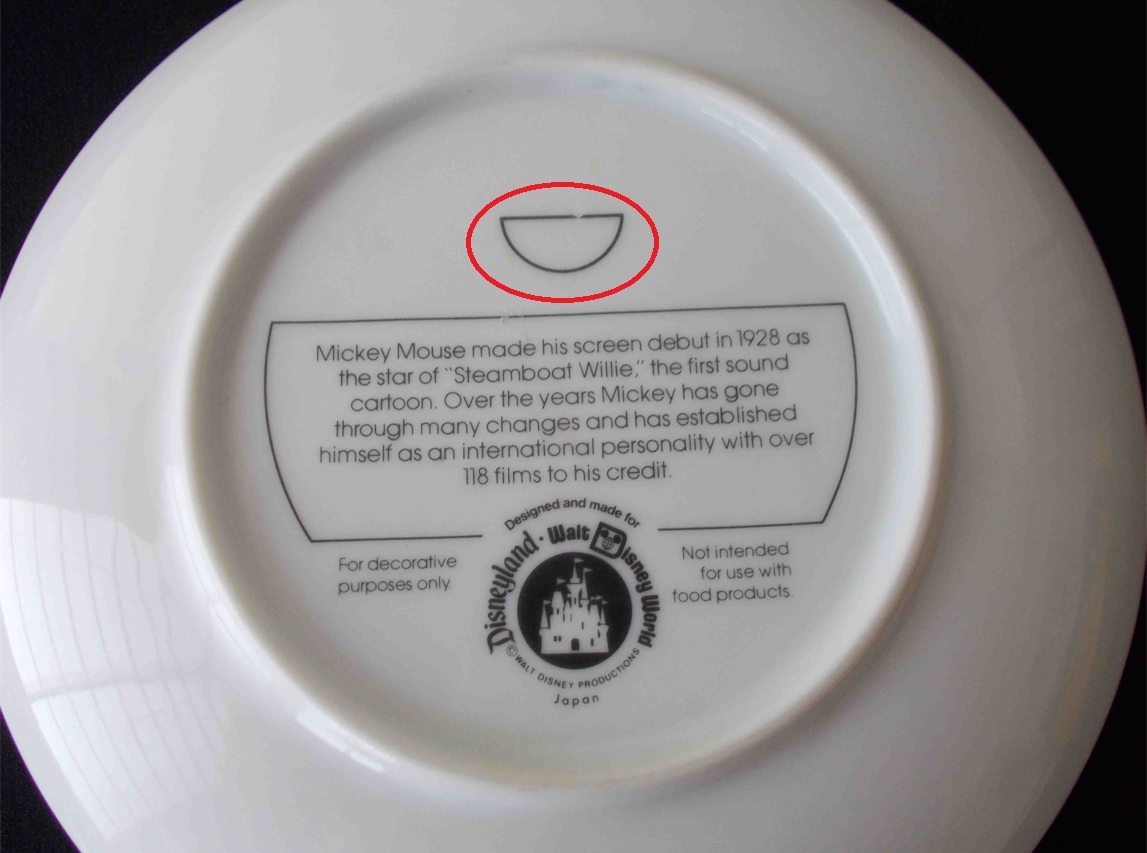 Mickey Mouse made his screen debut in 1928 as
the star of "Steamboat Willie," the first sound
cartoon. Over the years Mickey has gone
through many changes and has established
himself as an international personality with over
118 films to his credit.
For decorative
purposes only.
Designed and made for
Disneyland · Walt Disney World
© WALT DISNEY PRODUCTIONS
Japan
Not intended
for use with
food products.